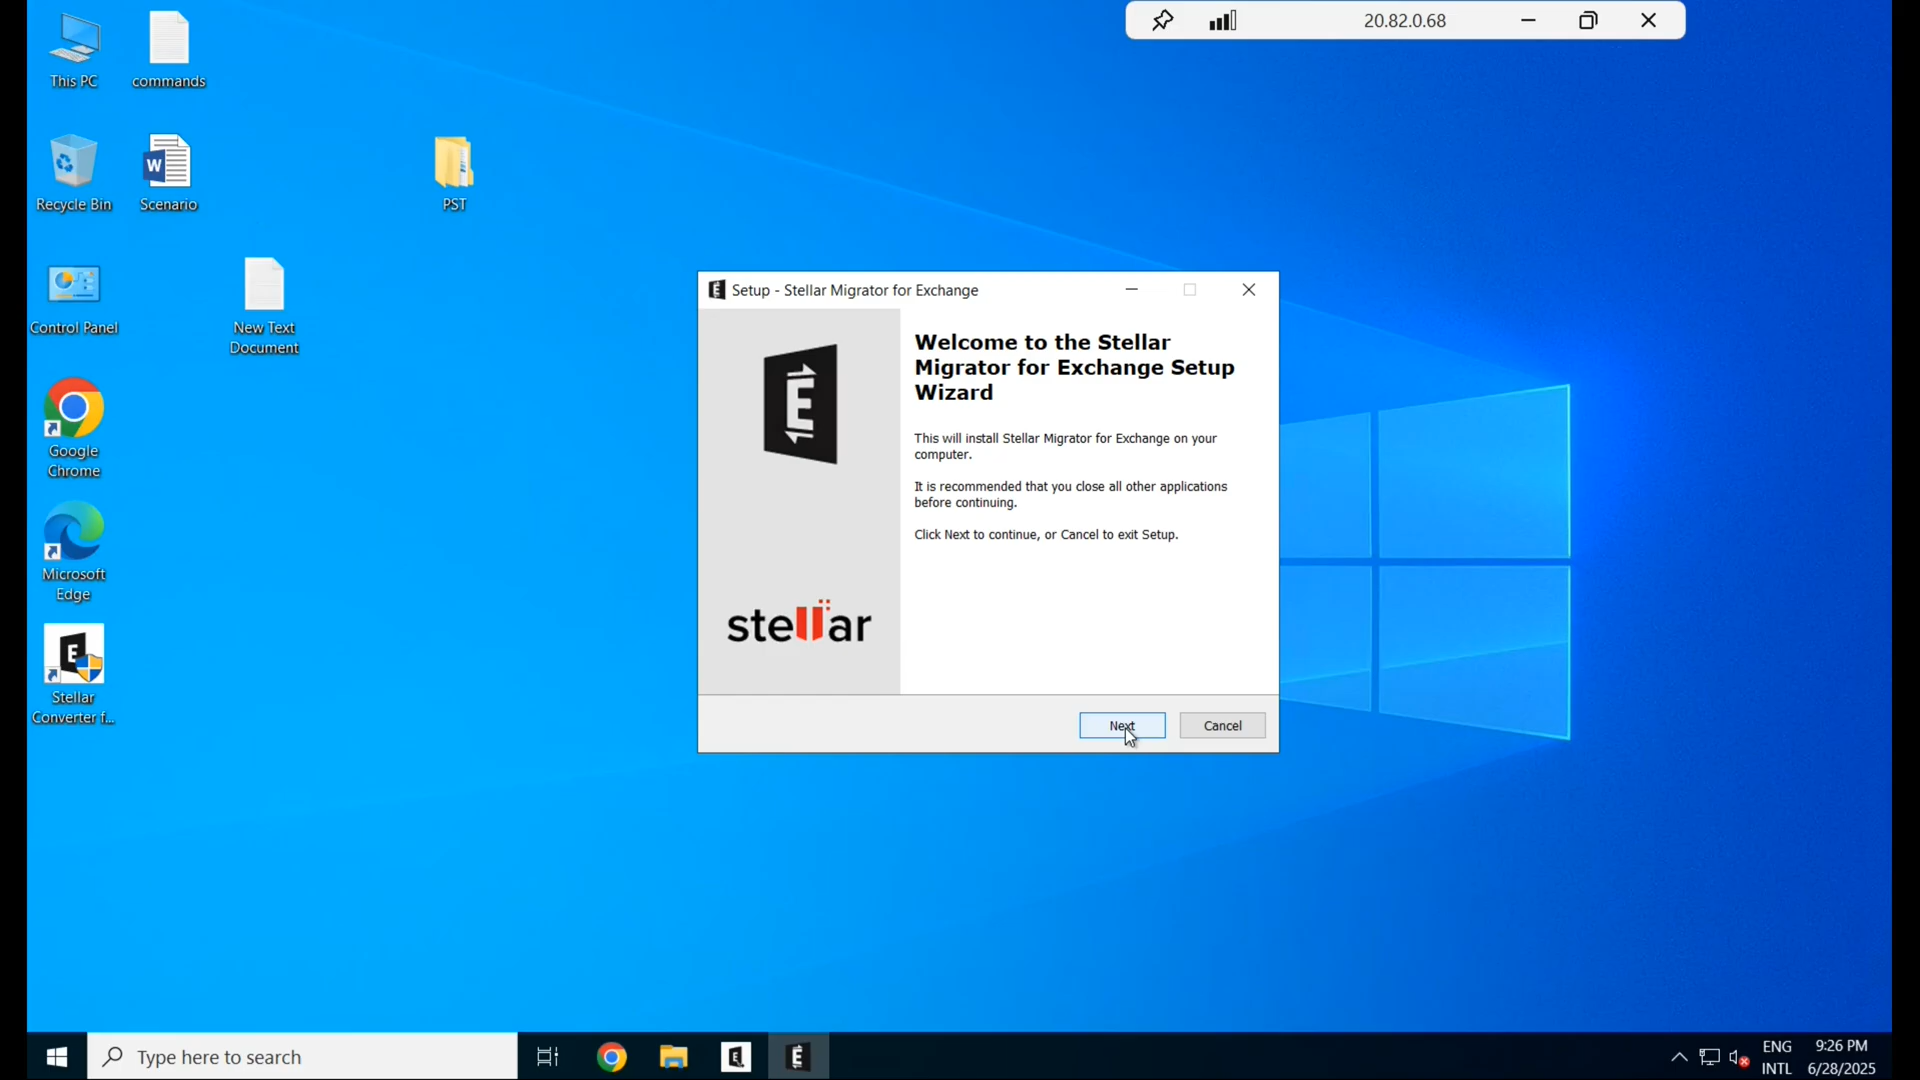 20.82.0.68
This PC
commands
Recycle Bin
Scenario
PST
Control Panel
New Text
Document
Google
Chrome
Microsoft
Edge
Stellar
Converter f...
Setup - Stellar Migrator for Exchange
Welcome to the Stellar
Migrator for Exchange Setup
Wizard
This will install Stellar Migrator for Exchange on your
computer.
It is recommended that you close all other applications
before continuing.
Click Next to continue, or Cancel to exit Setup.
stellar
Next
Cancel
Type here to search
ENG
INTL
9:26 PM
6/28/2025